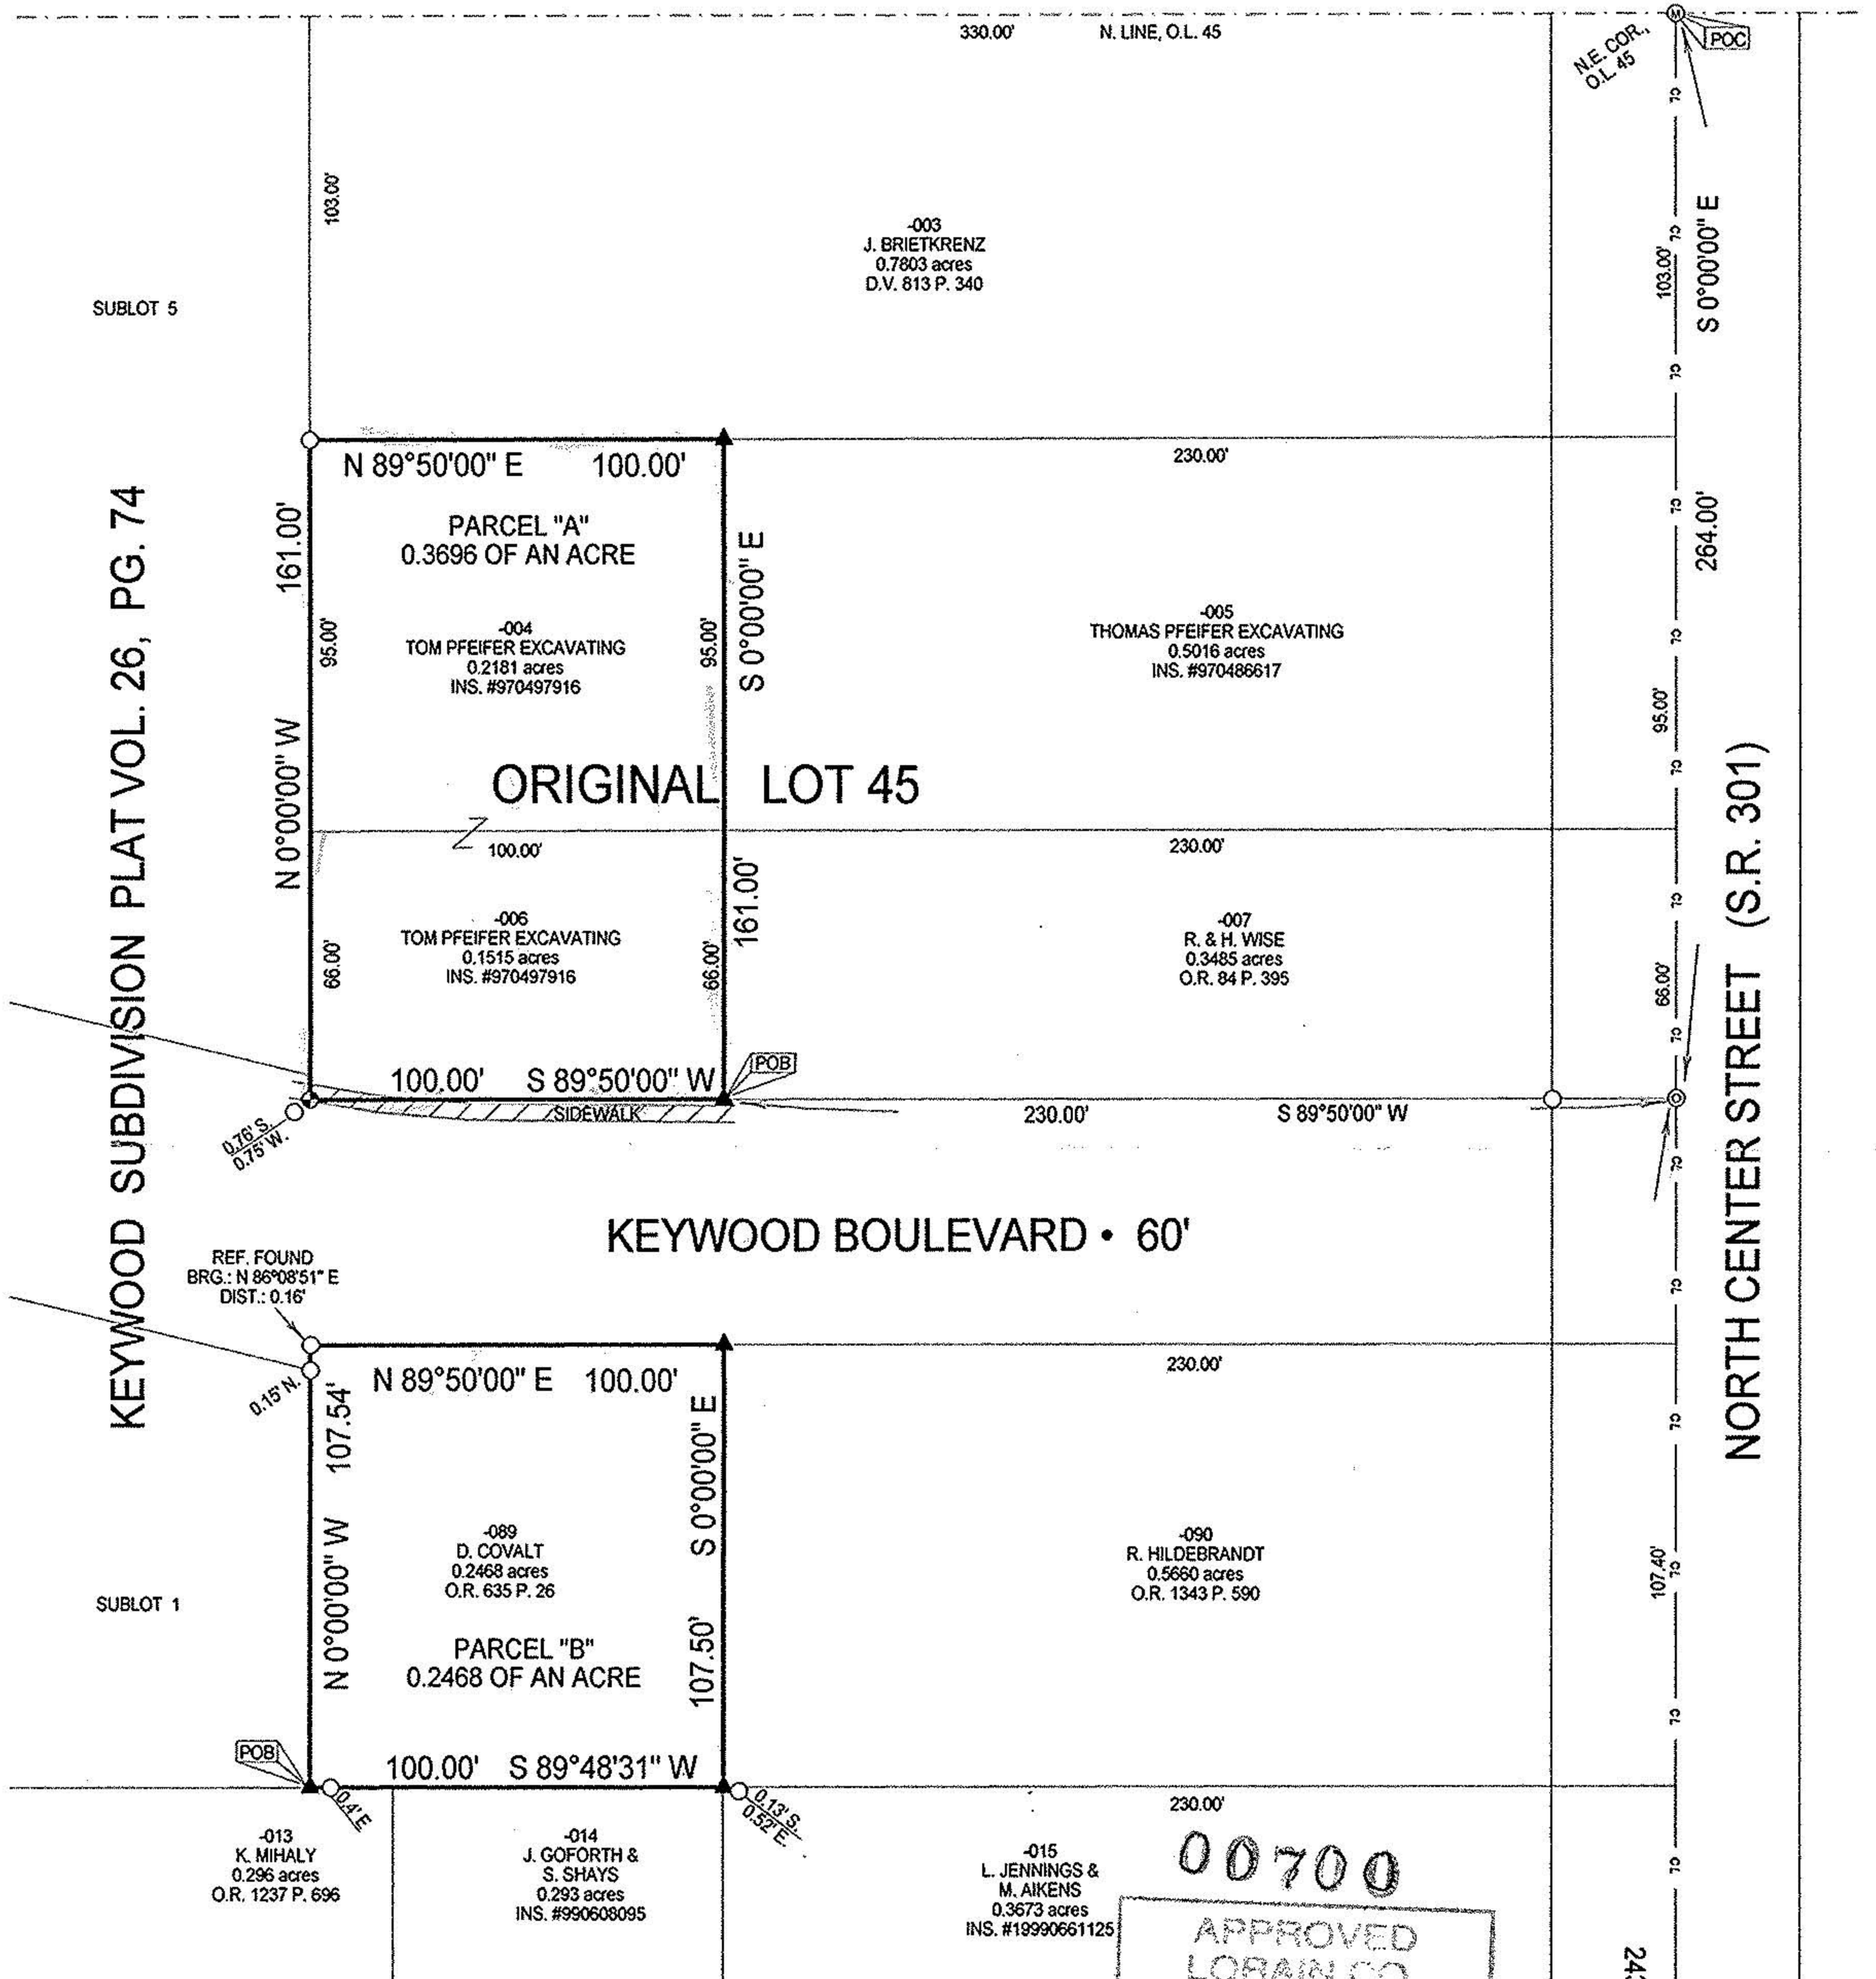 330.00'
N. LINE, O.L. 45
N.E. COR.,
O.L. 45
M
POC
103.00'
-003
J. BRIETKRENZ
0.7803 acres
D.V. 813 P. 340
103.00'
S 0°00'00" E
SUBLOT 5
N 89°50'00" E 100.00'
230.00'
161.00'
PARCEL "A"
0.3696 OF AN ACRE
S 0°00'00" E
264.00'
95.00'
-004
TOM PFEIFER EXCAVATING
0.2181 acres
INS. #970497916
95.00'
-005
THOMAS PFEIFER EXCAVATING
0.5016 acres
INS. #970486617
95.00'
KEYWOOD SUBDIVISION PLAT VOL. 26, PG. 74
N 0°00'00" W
ORIGINAL LOT 45
100.00'
230.00'
161.00'
66.00'
-006
TOM PFEIFER EXCAVATING
0.1515 acres
INS. #970497916
66.00'
-007
R. & H. WISE
0.3485 acres
O.R. 84 P. 395
66.00'
NORTH CENTER STREET (S.R. 301)
100.00' S 89°50'00" W
POB
SIDEWALK
230.00'
S 89°50'00" W
0.76' S.
0.75' W.
KEYWOOD BOULEVARD • 60'
REF. FOUND
BRG.: N 86°08'51" E
DIST.: 0.16'
N 89°50'00" E 100.00'
230.00'
0.15' N.
107.54'
S 0°00'00" E
N 0°00'00" W
-089
D. COVALT
0.2468 acres
O.R. 635 P. 26
-090
R. HILDEBRANDT
0.5660 acres
O.R. 1343 P. 590
107.40'
SUBLOT 1
PARCEL "B"
0.2468 OF AN ACRE
107.50'
POB
100.00' S 89°48'31" W
0.4' E
0.13' S.
0.52' E.
230.00'
-013
K. MIHALY
0.296 acres
O.R. 1237 P. 696
-014
J. GOFORTH &
S. SHAYS
0.293 acres
INS. #990608095
-015
L. JENNINGS &
M. AIKENS
0.3673 acres
INS. #19990661125
00700
APPROVED
LORAIN CO